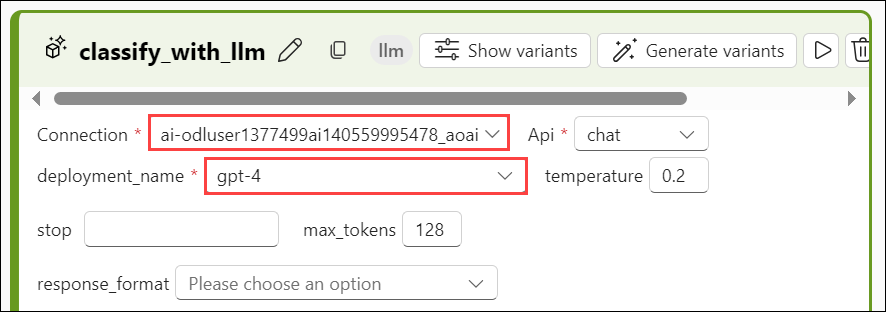 classify_with_llm llm Show variants Generate variants
Connection * ai-odluser1377499ai140559995478_aoai Api * chat
deployment_name * gpt-4 temperature 0.2
stop max_tokens 128
response_format Please choose an option